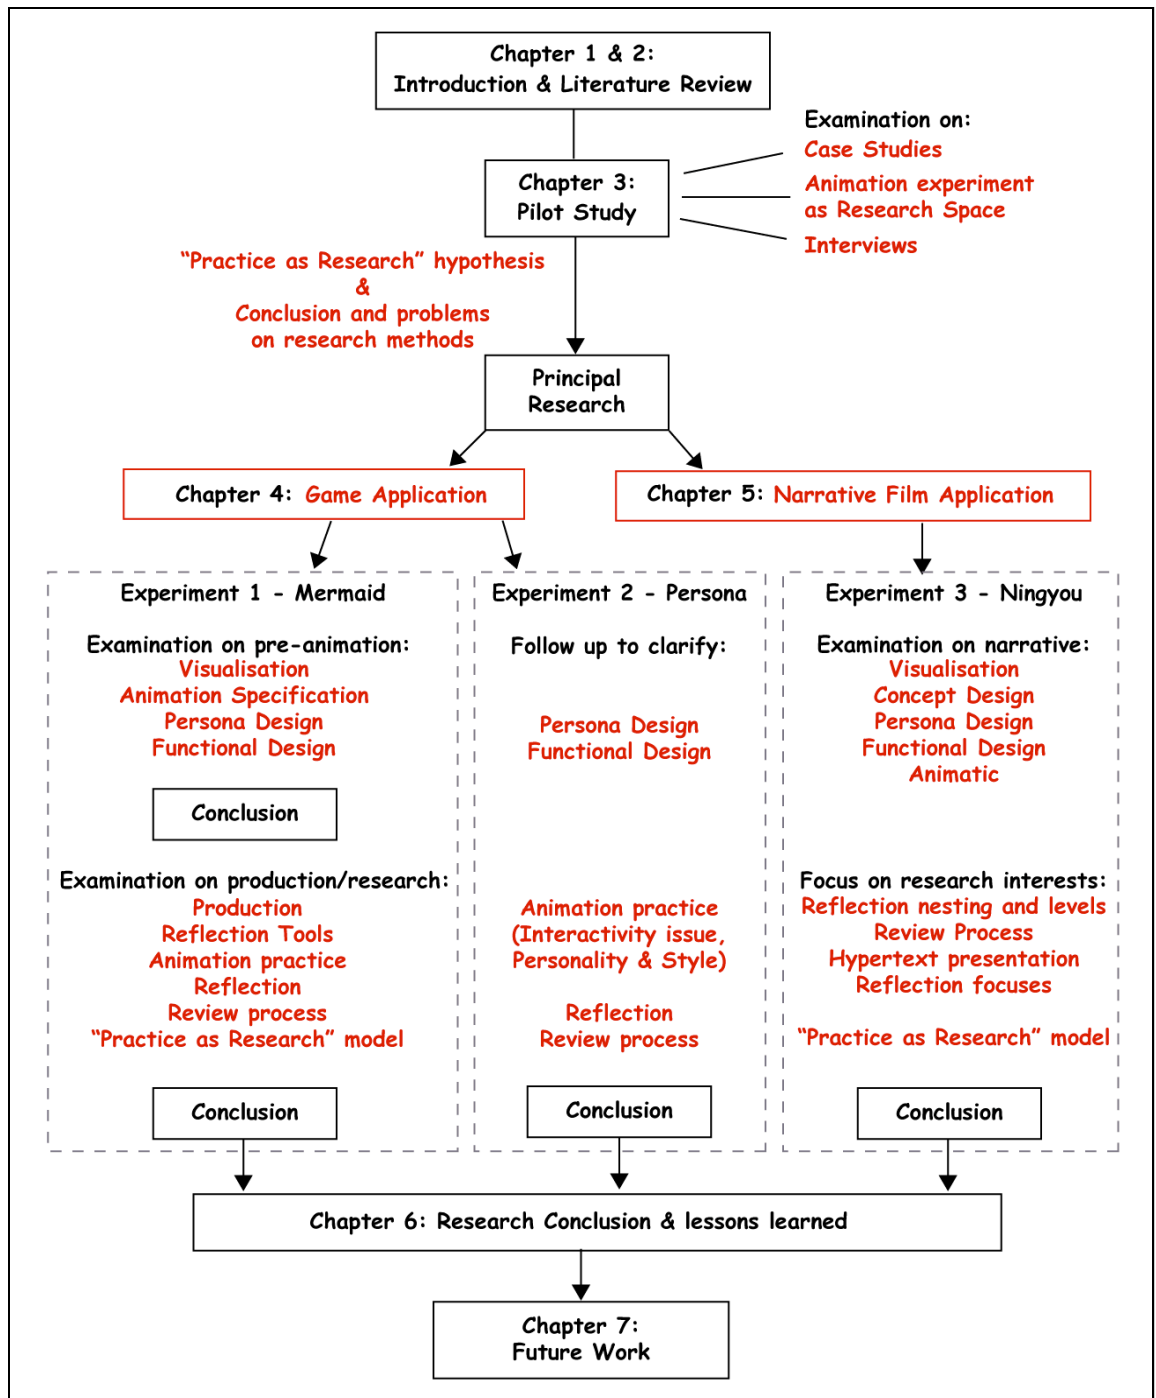 Chapter 1 & 2:
Introduction & Literature Review
Examination on:
Case Studies
Animation experiment
as Research Space
Interviews
Chapter 3:
Pilot Study
“Practice as Research” hypothesis
&
Conclusion and problems
on research methods
Principal
Research
Chapter 4: Game Application
Chapter 5: Narrative Film Application
Experiment 1 - Mermaid
Examination on pre-animation:
Visualisation
Animation Specification
Persona Design
Functional Design
Conclusion
Examination on production/research:
Production
Reflection Tools
Animation practice
Reflection
Review process
“Practice as Research” model
Conclusion
Experiment 2 - Persona
Follow up to clarify:
Persona Design
Functional Design
Animation practice
(Interactivity issue,
Personality & Style)
Reflection
Review process
Conclusion
Experiment 3 - Ningyou
Examination on narrative:
Visualisation
Concept Design
Persona Design
Functional Design
Animatic
Focus on research interests:
Reflection nesting and levels
Review Process
Hypertext presentation
Reflection focuses
“Practice as Research” model
Conclusion
Chapter 6: Research Conclusion & lessons learned
Chapter 7:
Future Work